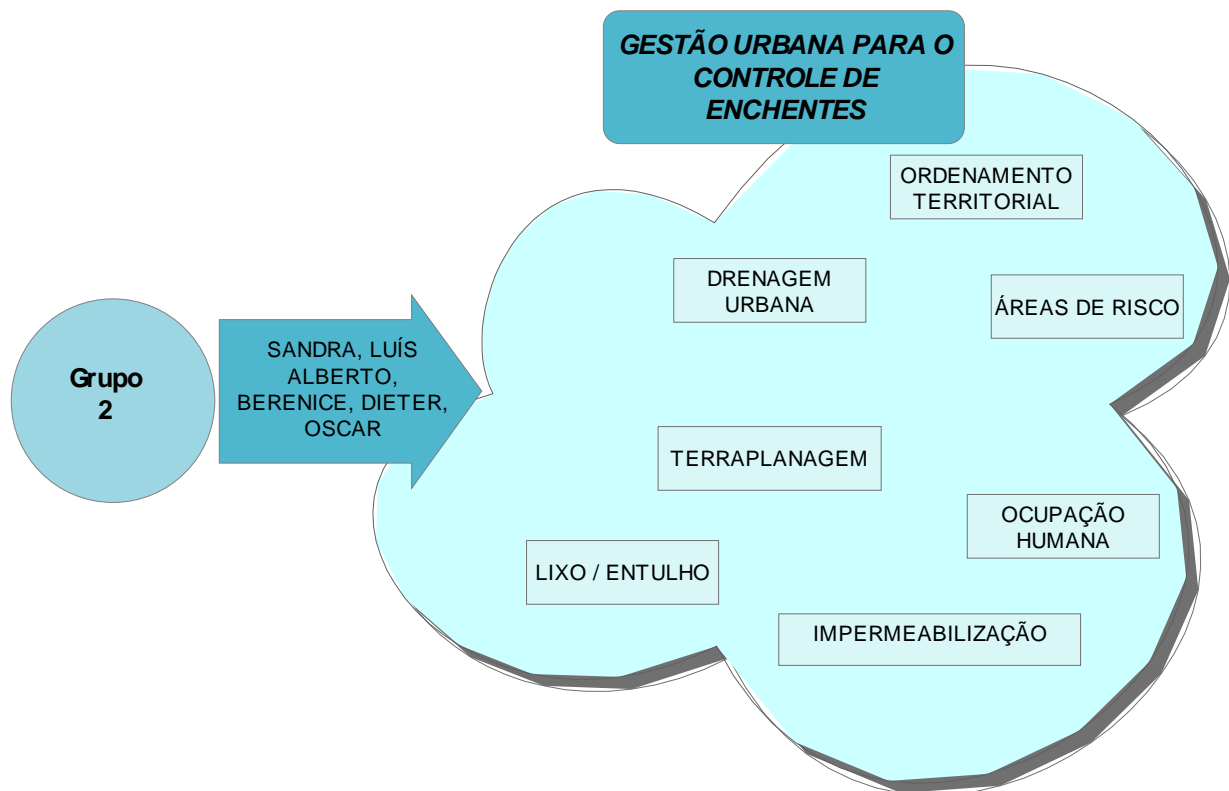 GESTÃO URBANA PARA O
CONTROLE DE
ENCHENTES
ORDENAMENTO
TERRITORIAL
DRENAGEM
URBANA
ÁREAS DE RISCO
Grupo
2
SANDRA, LUÍS
ALBERTO,
BERENICE, DIETER,
OSCAR
TERRAPLANAGEM
OCUPAÇÃO
HUMANA
LIXO / ENTULHO
IMPERMEABILIZAÇÃO